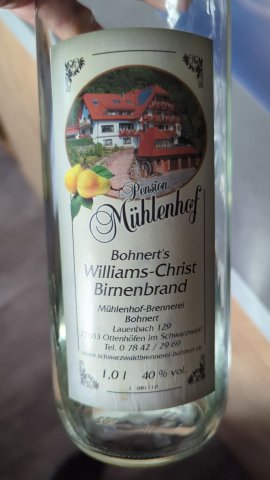 Pension
Mühlenhof
Bohnert's
Williams-Christ
Birnenbrand
Mühlenhof-Brennerei
Bohnert
Lauenbach 129
77883 Ottenhöfen im Schwarzwald
Tel. 0 78 42 / 29 69
www.schwarzwaldbrennerei-bohnert.de
1,0 l 40 % vol.